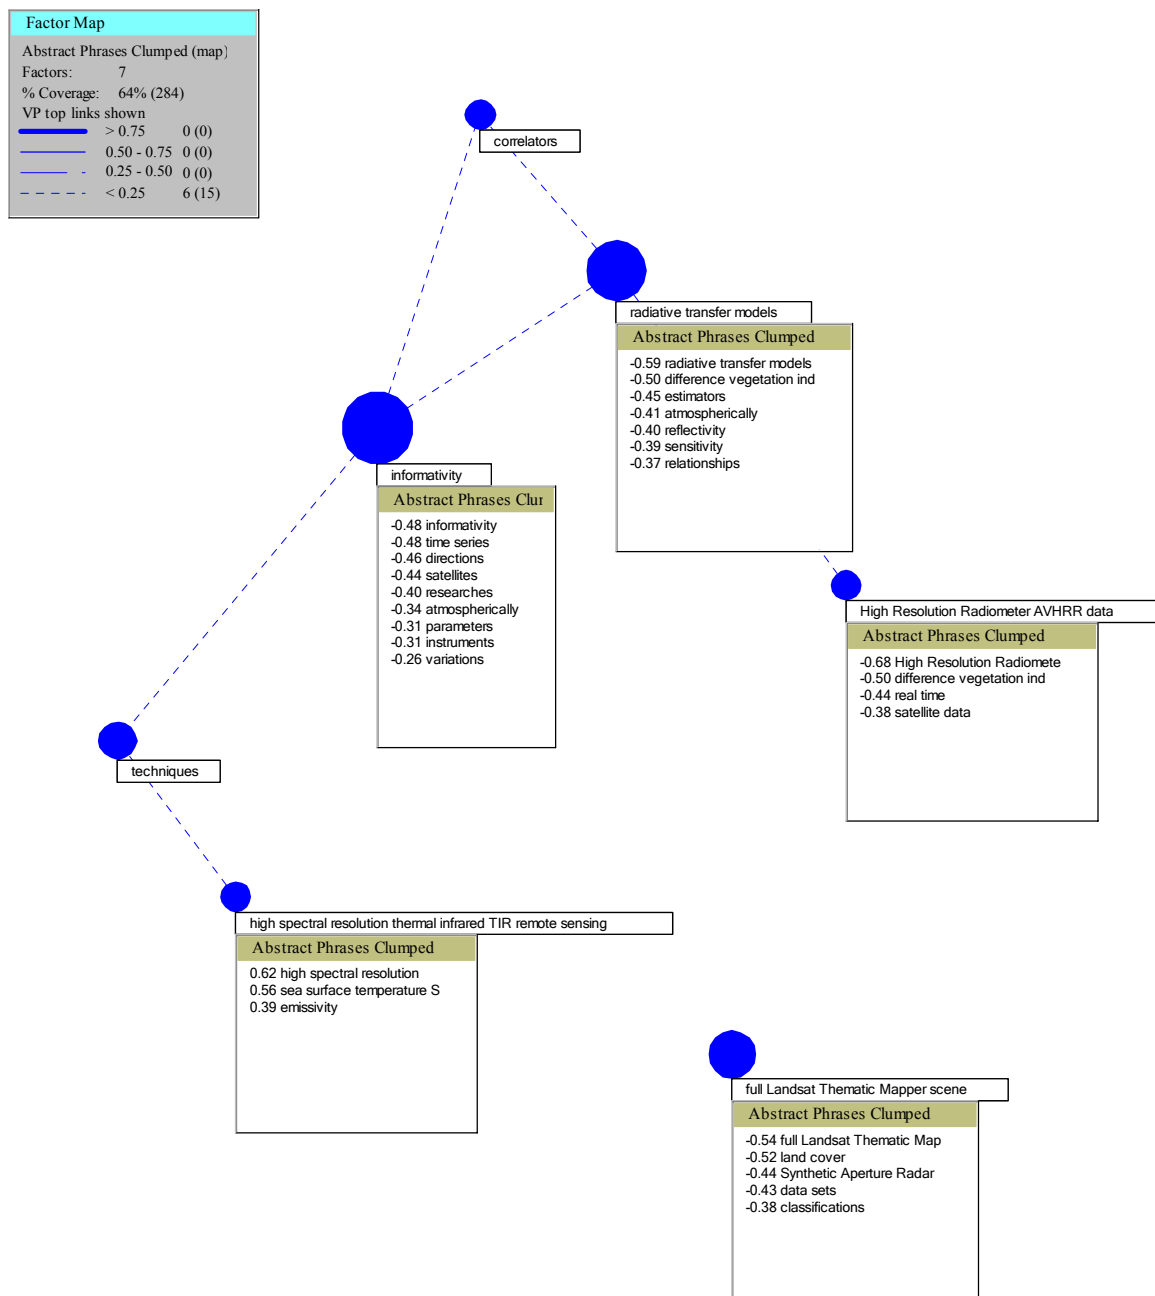 Factor Map
Abstract Phrases Clumped (map)
Factors: 7
% Coverage: 64% (284)
VP top links shown
> 0.75 0 (0)
0.50 - 0.75 0 (0)
0.25 - 0.50 0 (0)
< 0.25 6 (15)
correlators
radiative transfer models
Abstract Phrases Clumped
-0.59 radiative transfer models
-0.50 difference vegetation ind
-0.45 estimators
-0.41 atmospherically
-0.40 reflectivity
-0.39 sensitivity
-0.37 relationships
informativity
Abstract Phrases Clur
-0.48 informativity
-0.48 time series
-0.46 directions
-0.44 satellites
-0.40 researches
-0.34 atmospherically
-0.31 parameters
-0.31 instruments
-0.26 variations
High Resolution Radiometer AVHRR data
Abstract Phrases Clumped
-0.68 High Resolution Radiomete
-0.50 difference vegetation ind
-0.44 real time
-0.38 satellite data
techniques
high spectral resolution thermal infrared TIR remote sensing
Abstract Phrases Clumped
0.62 high spectral resolution
0.56 sea surface temperature S
0.39 emissivity
full Landsat Thematic Mapper scene
Abstract Phrases Clumped
-0.54 full Landsat Thematic Map
-0.52 land cover
-0.44 Synthetic Aperture Radar
-0.43 data sets
-0.38 classifications